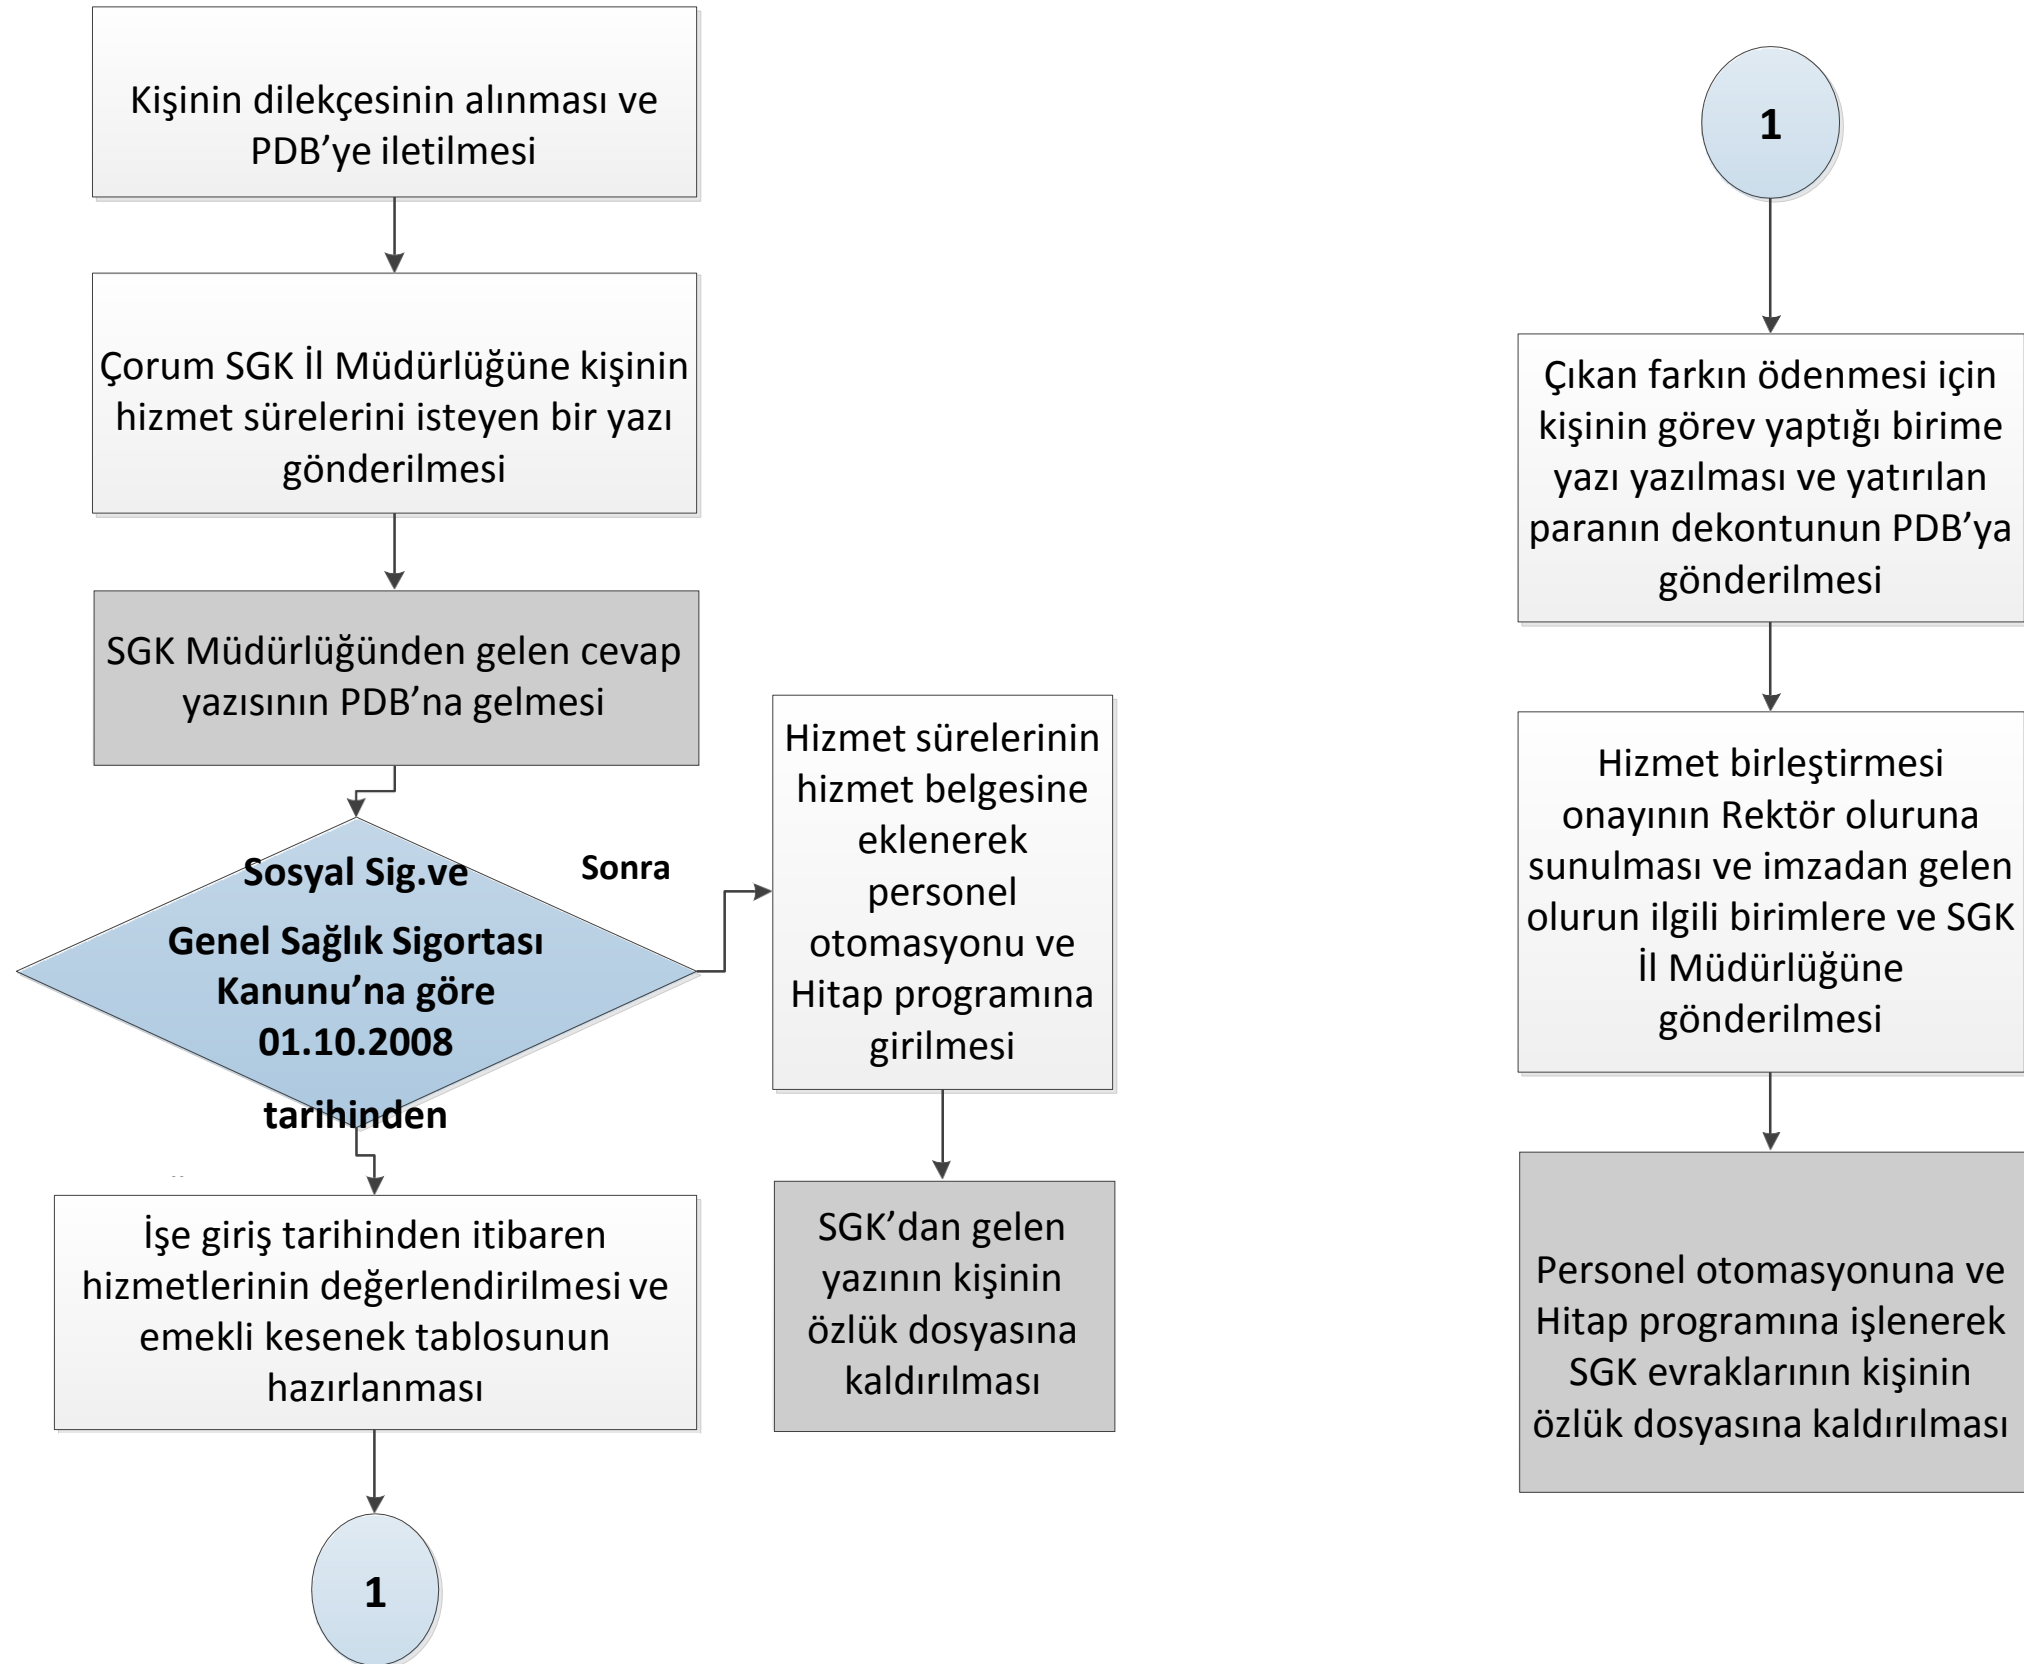 Kişinin dilekçesinin alınması ve
PDB’ye iletilmesi
Çorum SGK İl Müdürlüğüne kişinin
hizmet sürelerini isteyen bir yazı
gönderilmesi
SGK Müdürlüğünden gelen cevap
yazısının PDB’na gelmesi
Sosyal Sig.ve
Genel Sağlık Sigortası
Kanunu’na göre
01.10.2008
tarihinden
Sonra
Hizmet sürelerinin
hizmet belgesine
eklenerek
personel
otomasyonu ve
Hitap programına
girilmesi
SGK’dan gelen
yazının kişinin
özlük dosyasına
kaldırılması
İşe giriş tarihinden itibaren
hizmetlerinin değerlendirilmesi ve
emekli kesenek tablosunun
hazırlanması
1
1
Çıkan farkın ödenmesi için
kişinin görev yaptığı birime
yazı yazılması ve yatırılan
paranın dekontunun PDB’ya
gönderilmesi
Hizmet birleştirmesi
onayının Rektör oluruna
sunulması ve imzadan gelen
olurun ilgili birimlere ve SGK
İl Müdürlüğüne
gönderilmesi
Personel otomasyonuna ve
Hitap programına işlenerek
SGK evraklarının kişinin
özlük dosyasına kaldırılması